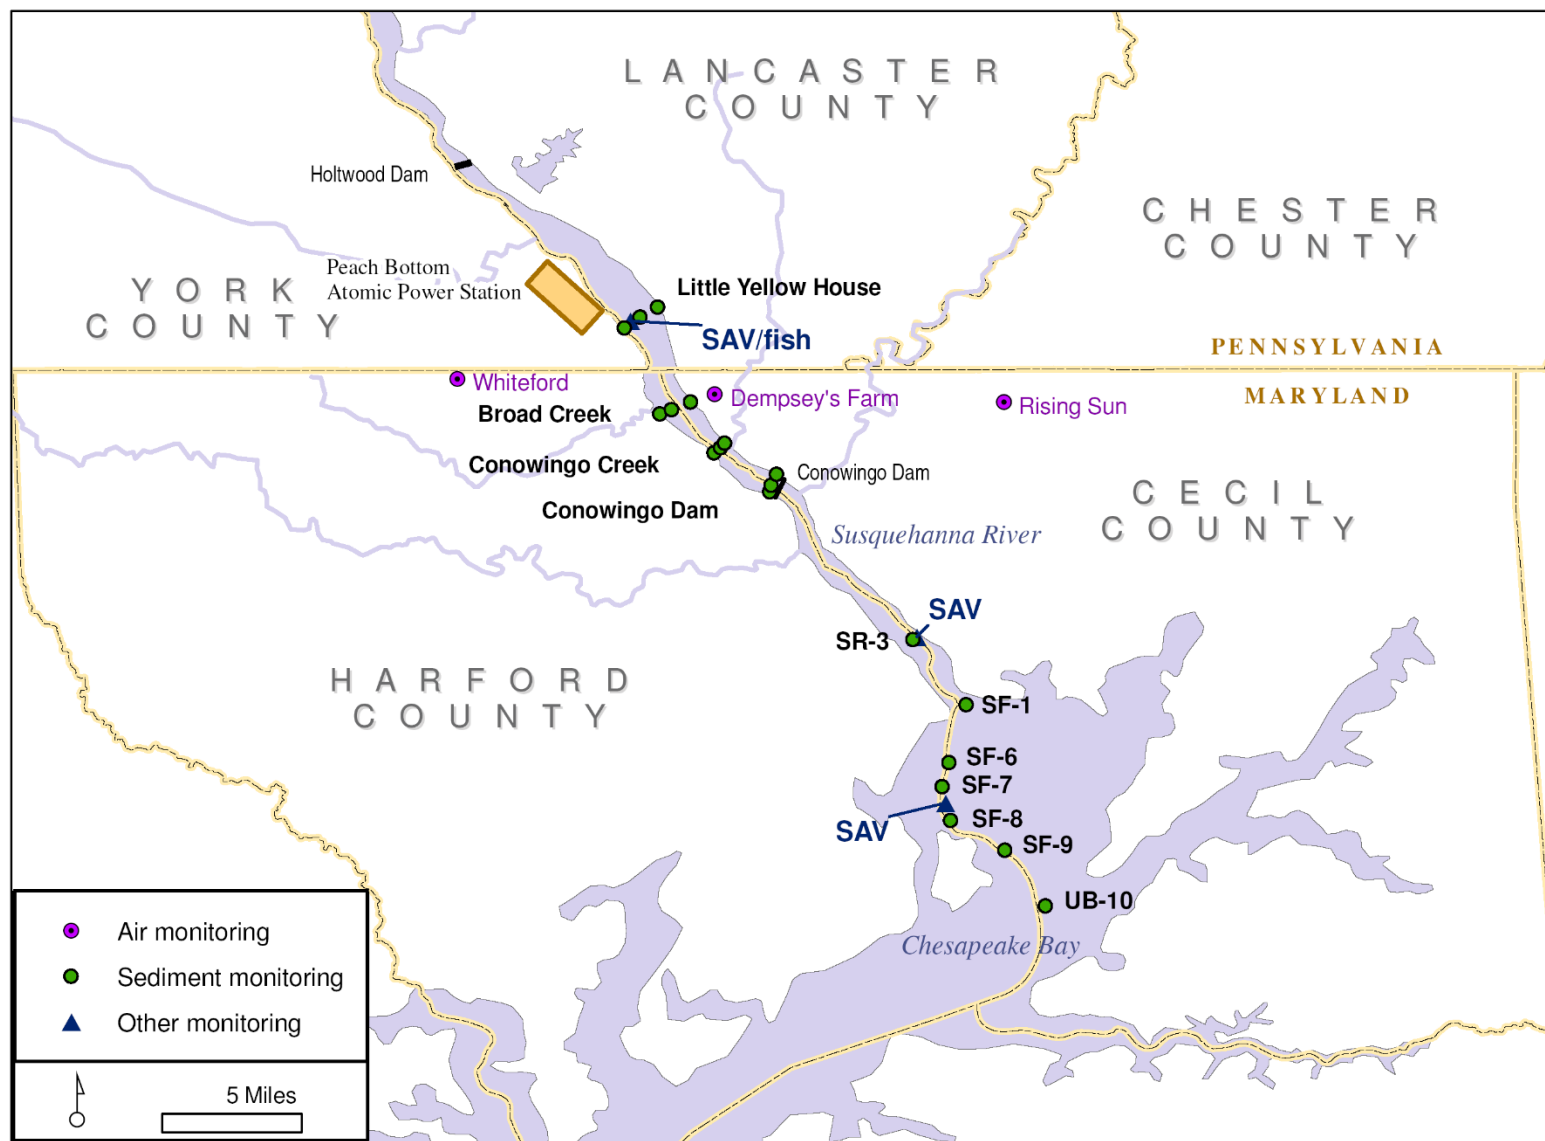 LANCASTER
COUNTY
Holtwood Dam
CHESTER
COUNTY
Peach Bottom
Atomic Power Station
YORK
COUNTY
Little Yellow House
SAV/fish
PENNSYLVANIA
MARYLAND
Whiteford
Dempsey's Farm
Rising Sun
Broad Creek
Conowingo Creek
Conowingo Dam
Conowingo Dam
CECIL
COUNTY
Susquehanna River
SAV
SR-3
HARFORD
COUNTY
SF-1
SF-6
SF-7
SAV
SF-8
SF-9
UB-10
Chesapeake Bay
Air monitoring
Sediment monitoring
Other monitoring
5 Miles